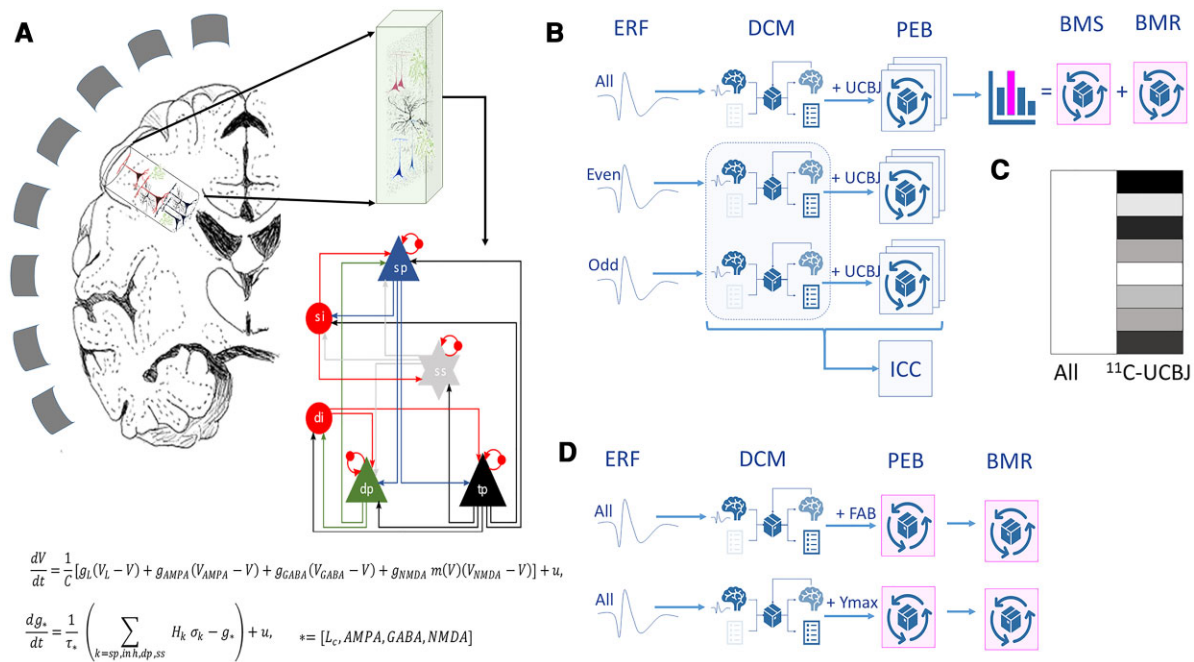 A
sp
si
ss
di
dp
tp
dV/dt = 1/C [g_L(V_L − V) + g_AMPA(V_AMPA − V) + g_GABA(V_GABA − V) + g_NMDA m(V)(V_NMDA − V)] + u,
dg_*/dt = 1/τ_* (∑_{k=sp,inh,dp,ss} H_k σ_k − g_*) + u, *= [L_c, AMPA, GABA, NMDA]
B
ERF DCM PEB BMS BMR
All + UCBJ = +
Even + UCBJ
Odd + UCBJ
ICC
C
All ¹¹C-UCBJ
D
ERF DCM PEB BMR
All + FAB
All + Ymax